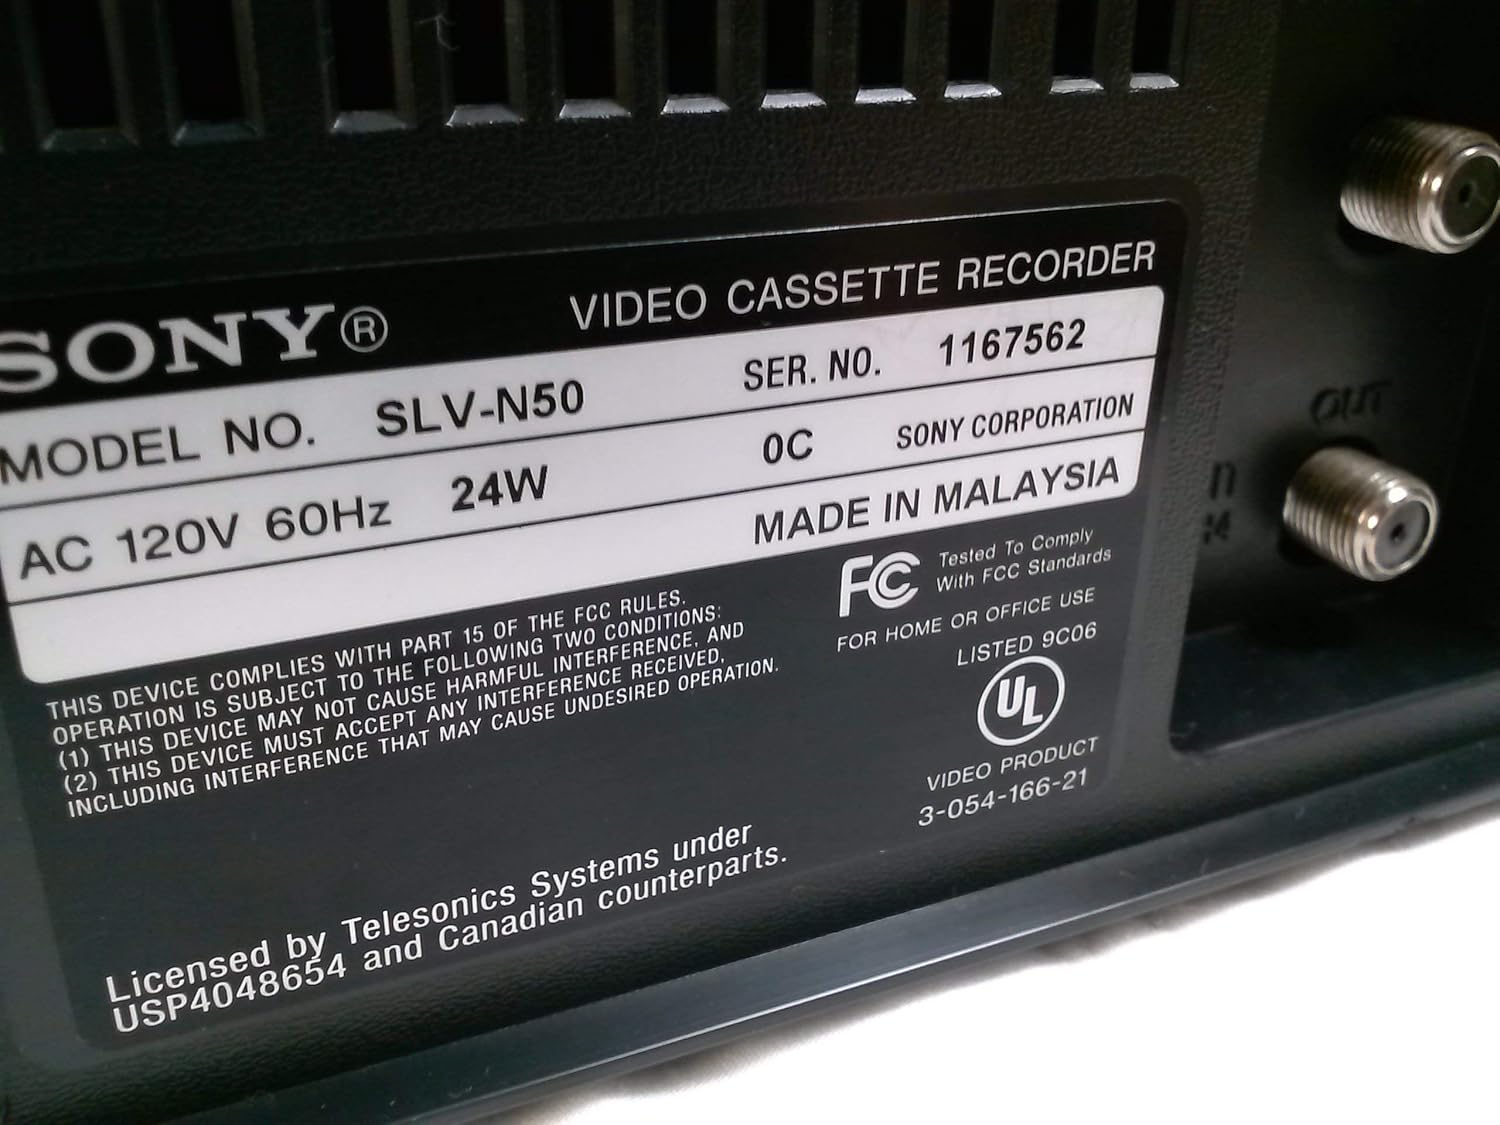 SONY®
VIDEO CASSETTE RECORDER
MODEL NO. SLV-N50 SER. NO. 1167562
AC 120V 60Hz 24W 0C SONY CORPORATION
MADE IN MALAYSIA
THIS DEVICE COMPLIES WITH PART 15 OF THE FCC RULES.
OPERATION IS SUBJECT TO THE FOLLOWING TWO CONDITIONS:
(1) THIS DEVICE MAY NOT CAUSE HARMFUL INTERFERENCE, AND
(2) THIS DEVICE MUST ACCEPT ANY INTERFERENCE RECEIVED,
INCLUDING INTERFERENCE THAT MAY CAUSE UNDESIRED OPERATION.
FC Tested To Comply
With FCC Standards
FOR HOME OR OFFICE USE
LISTED 9C06
UL
VIDEO PRODUCT
3-054-166-21
Licensed by Telesonics Systems under
USP4048654 and Canadian counterparts.
OUT